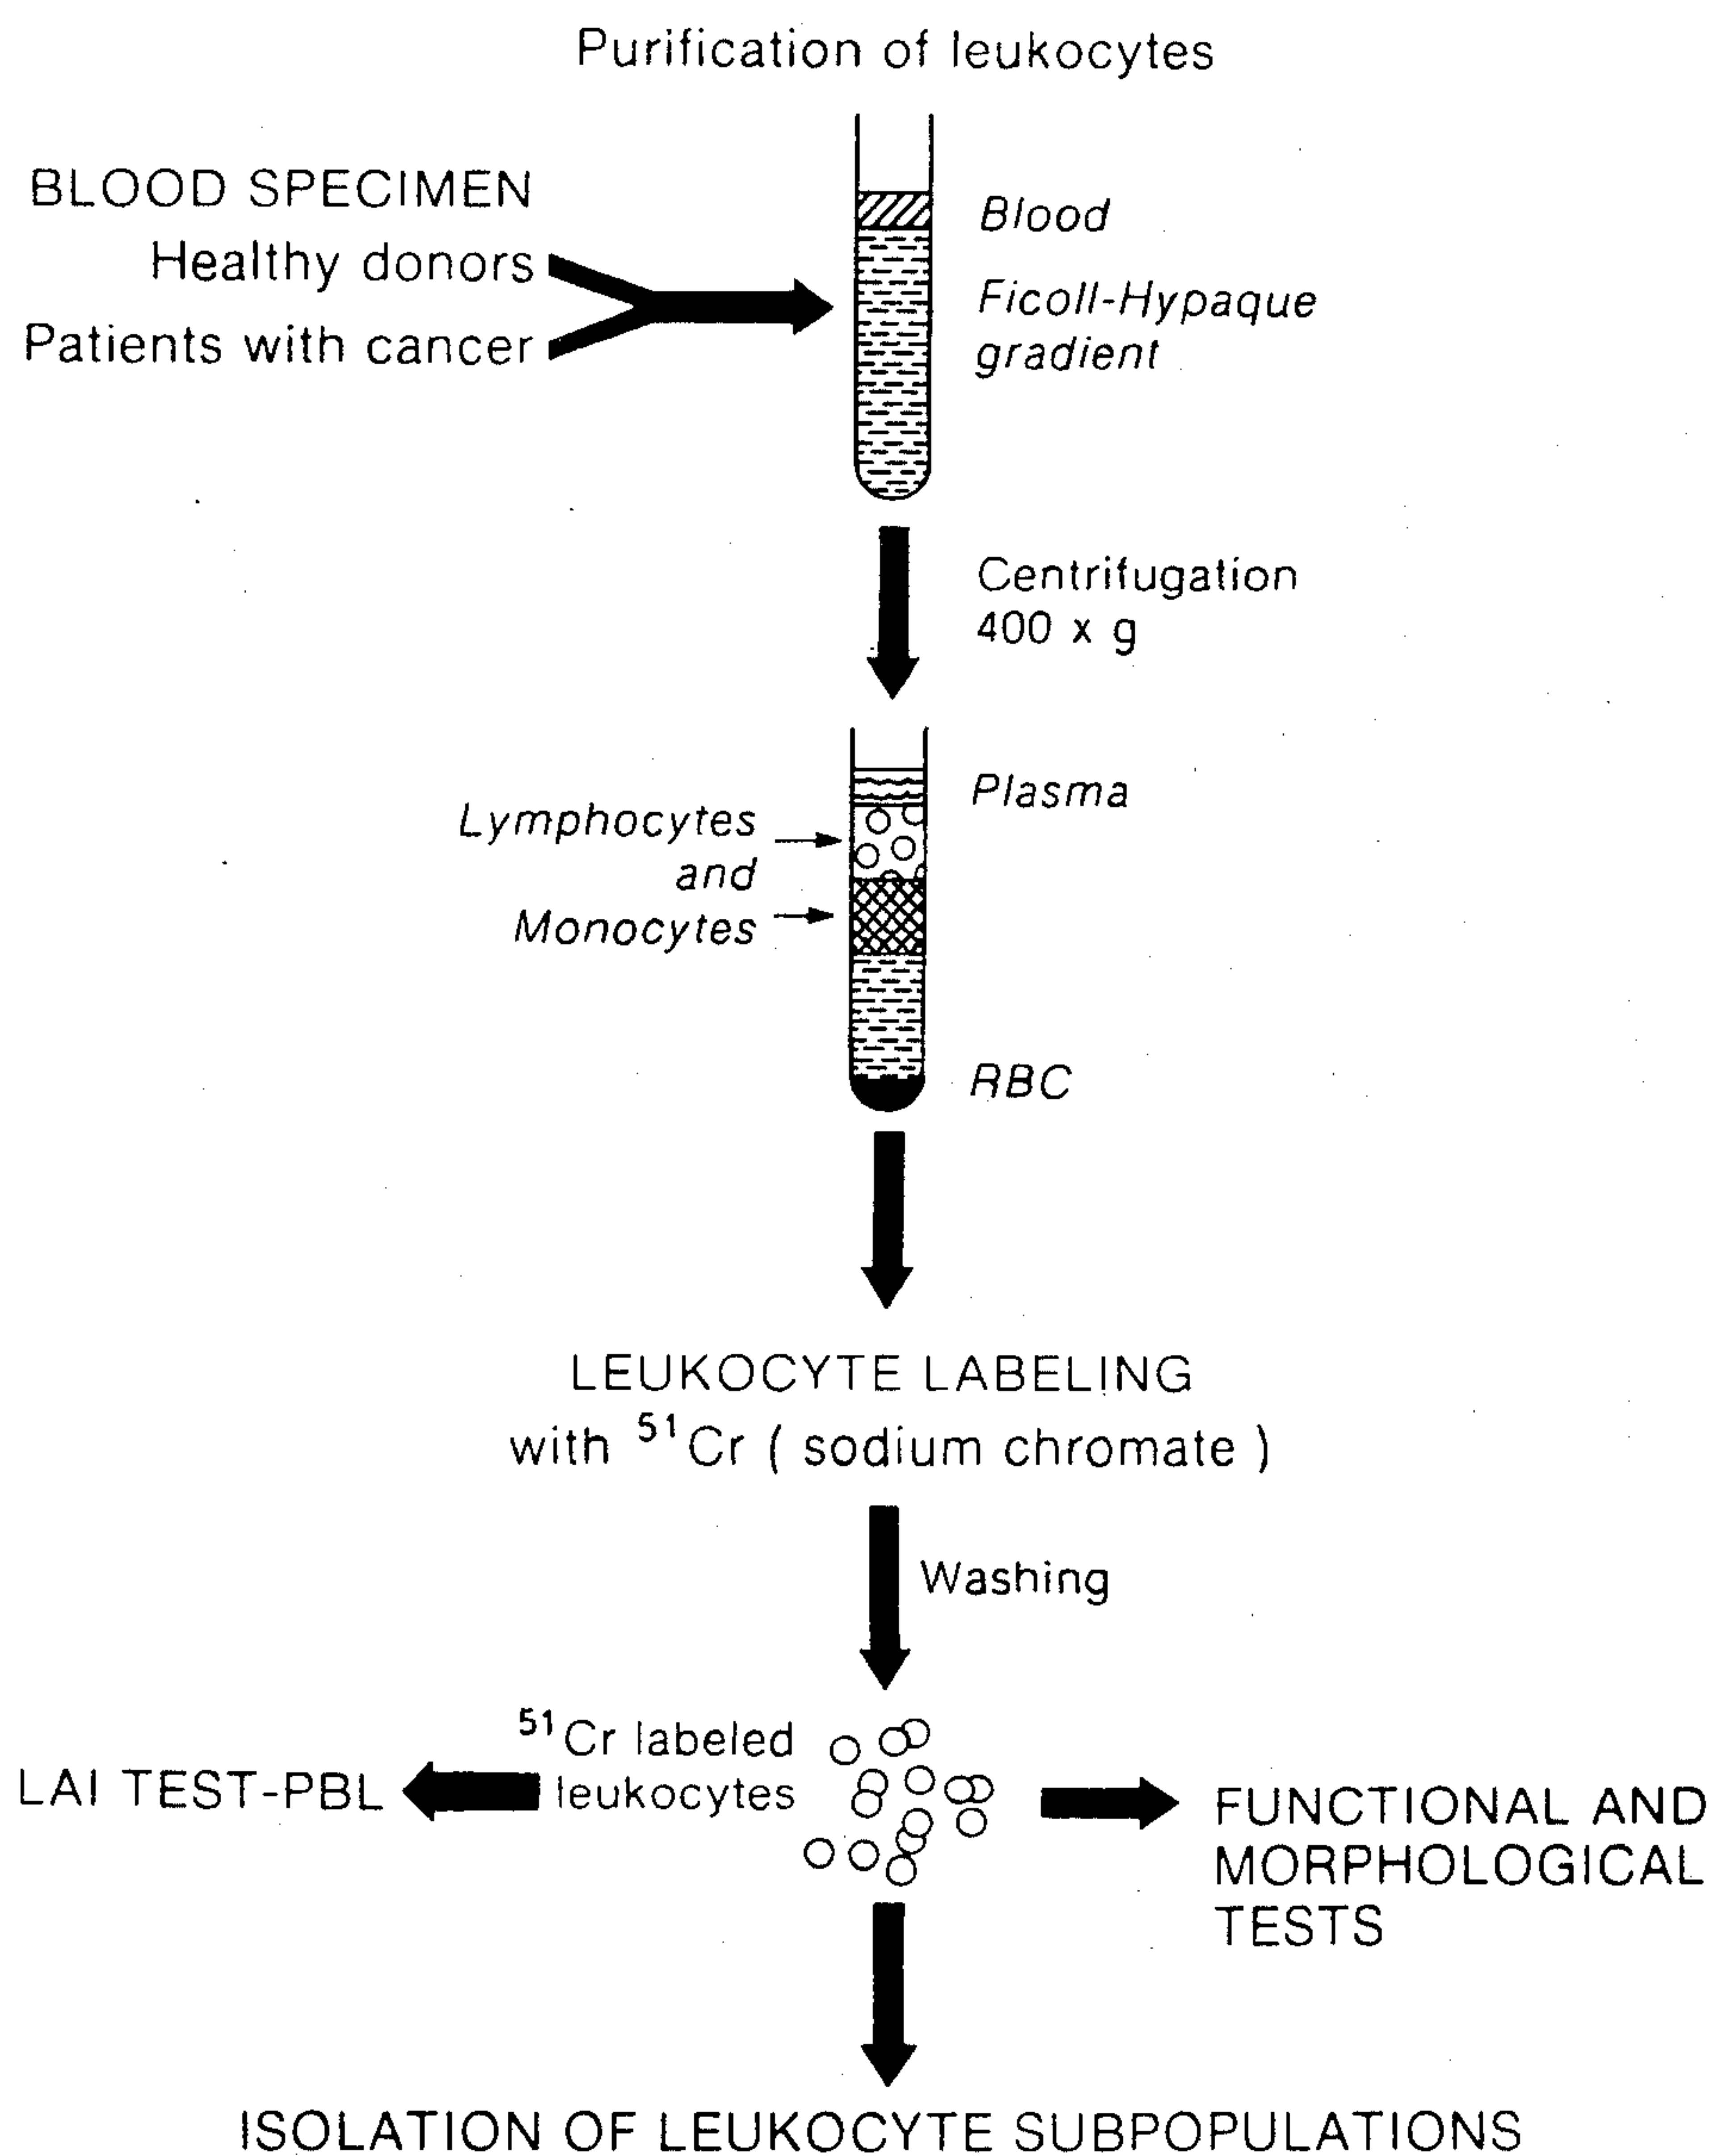 Purification of leukocytes
BLOOD SPECIMEN
Healthy donors
Patients with cancer
Blood
Ficoll-Hypaque
gradient
Centrifugation
400 x g
Plasma
Lymphocytes
and
Monocytes
RBC
LEUKOCYTE LABELING
with ⁵¹Cr ( sodium chromate )
Washing
⁵¹Cr labeled
leukocytes
LAI TEST-PBL
FUNCTIONAL AND
MORPHOLOGICAL
TESTS
ISOLATION OF LEUKOCYTE SUBPOPULATIONS